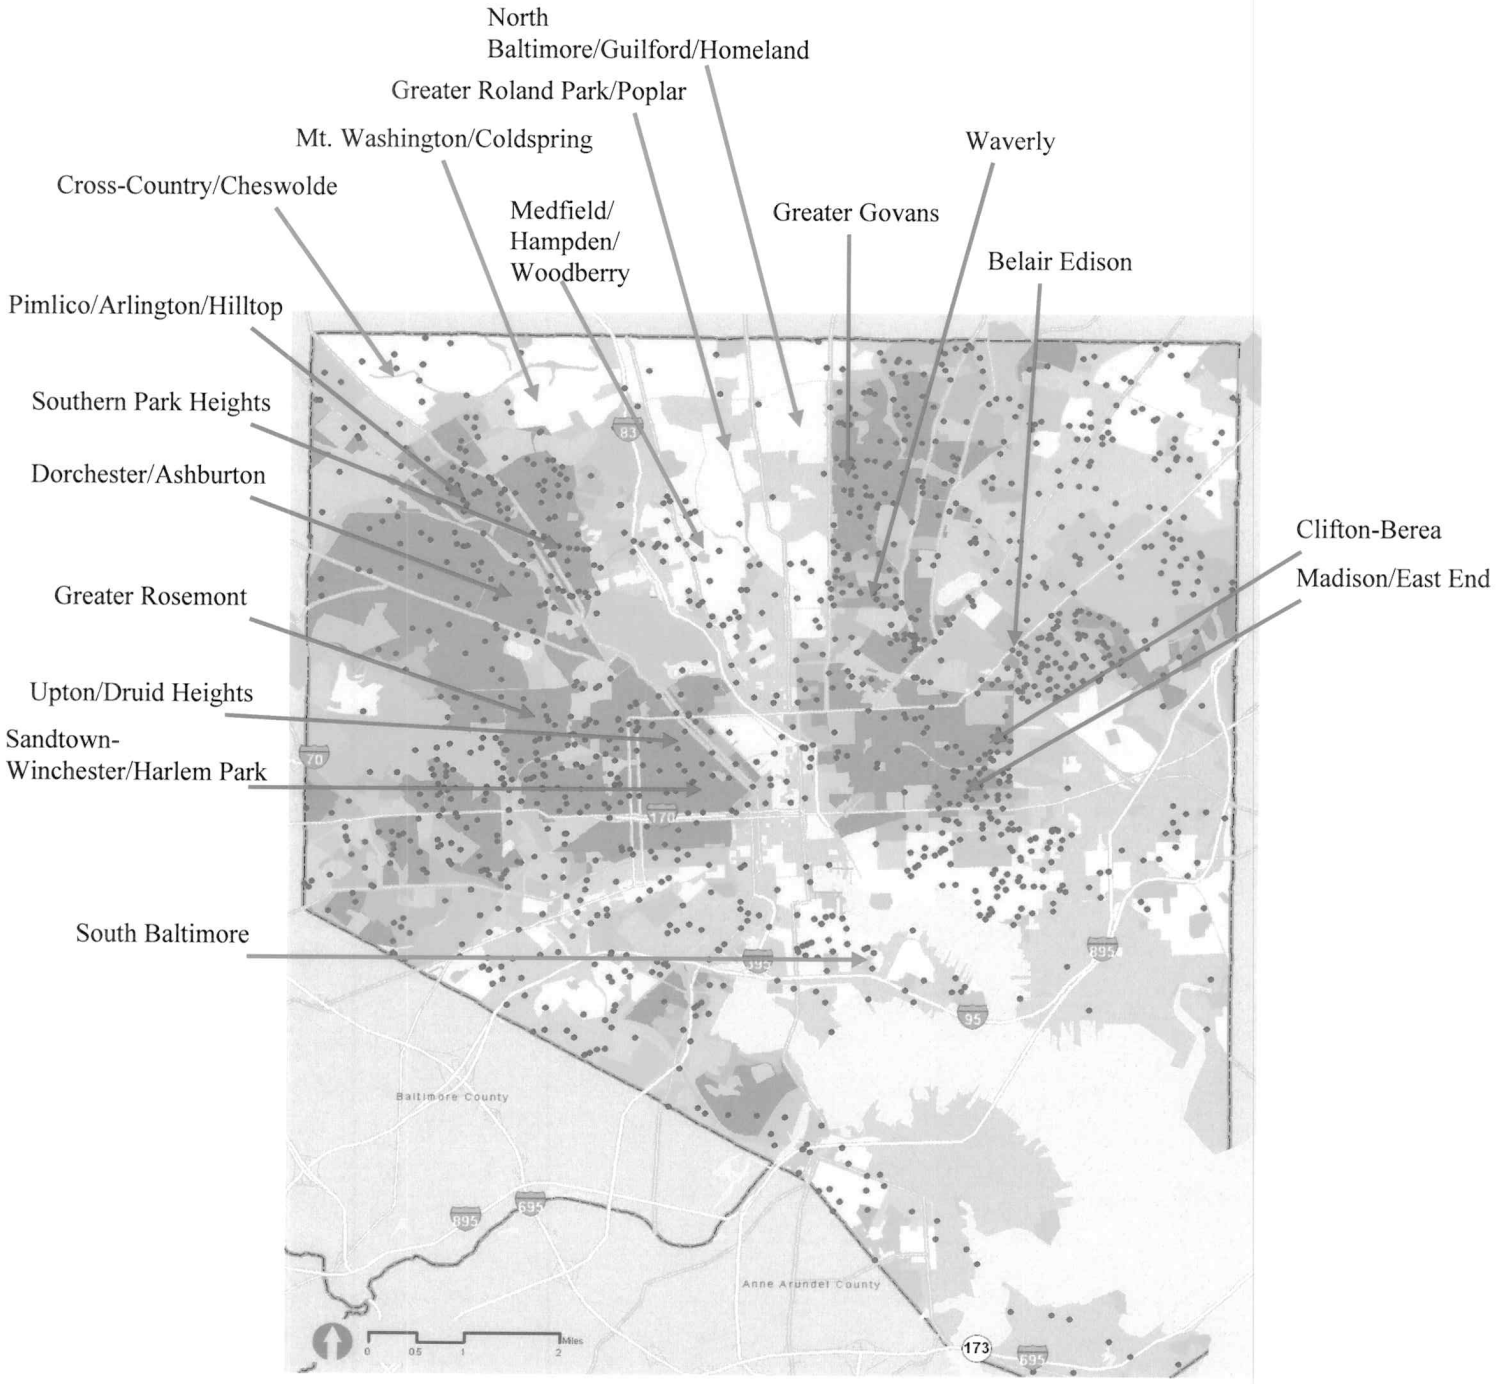 North
Baltimore/Guilford/Homeland
Greater Roland Park/Poplar
Mt. Washington/Coldspring
Waverly
Cross-Country/Cheswolde
Medfield/
Hampden/
Woodberry
Greater Govans
Belair Edison
Pimlico/Arlington/Hilltop
Southern Park Heights
83
Dorchester/Ashburton
Clifton-Berea
Madison/East End
Greater Rosemont
Upton/Druid Heights
Sandtown-
Winchester/Harlem Park
70
170
South Baltimore
395
895
95
Baltimore County
695
895
Anne Arundel County
Miles
0 0.5 1 2
173
695